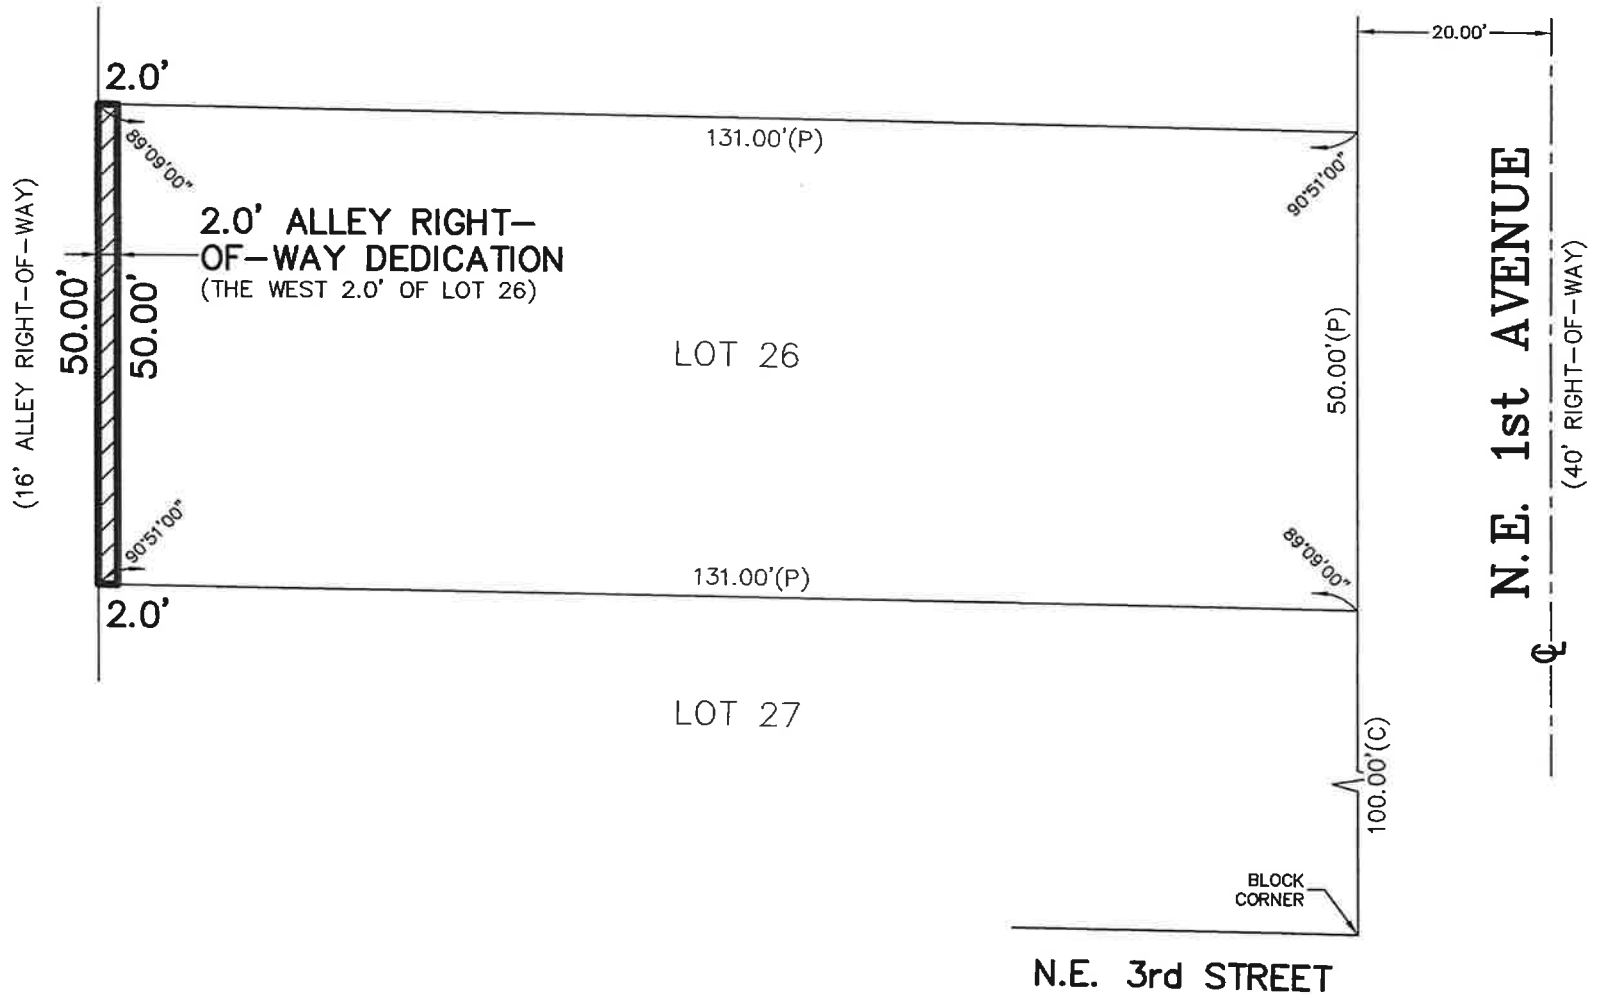 20.00'
2.0'
131.00'(P)
89°09'00"
90°51'00"
2.0' ALLEY RIGHT-
OF-WAY DEDICATION
(THE WEST 2.0' OF LOT 26)
(16' ALLEY RIGHT-OF-WAY)
50.00'
50.00'
LOT 26
50.00'(P)
N.E. 1st AVENUE
(40' RIGHT-OF-WAY)
90°51'00"
89°09'00"
131.00'(P)
2.0'
℄
LOT 27
100.00'(C)
BLOCK
CORNER
N.E. 3rd STREET